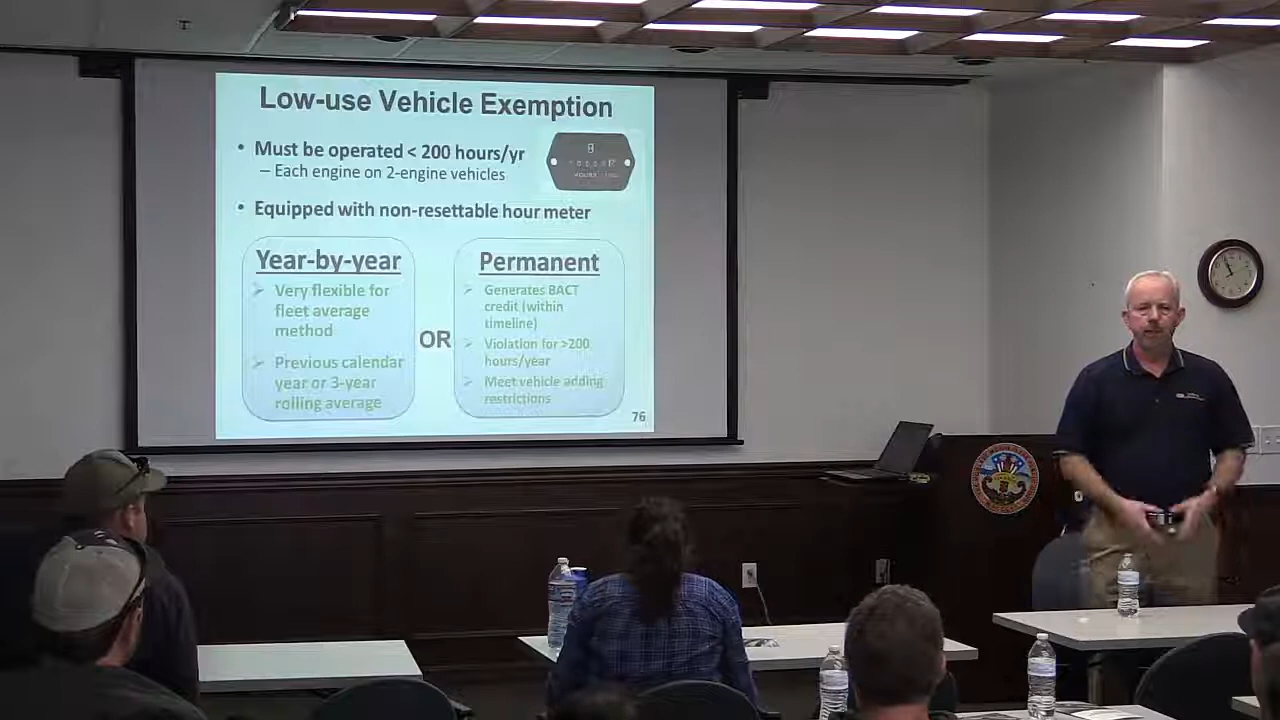 Low-use Vehicle Exemption
• Must be operated < 200 hours/yr
– Each engine on 2-engine vehicles
• Equipped with non-resettable hour meter
Year-by-year
➢ Very flexible for
fleet average
method
➢ Previous calendar
year or 3-year
rolling average
OR
Permanent
➢ Generates BACT
credit (within
timeline)
➢ Violation for >200
hours/year
➢ Meet vehicle adding
restrictions
76